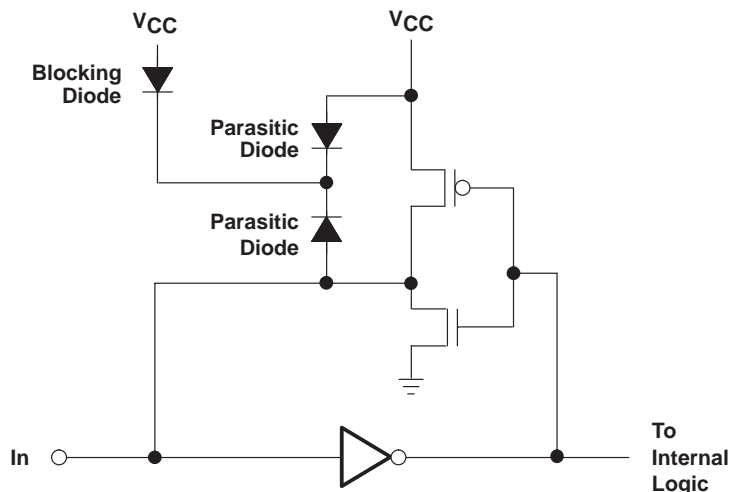 VCC
VCC
Blocking
Diode
Parasitic
Diode
Parasitic
Diode
In
To
Internal
Logic